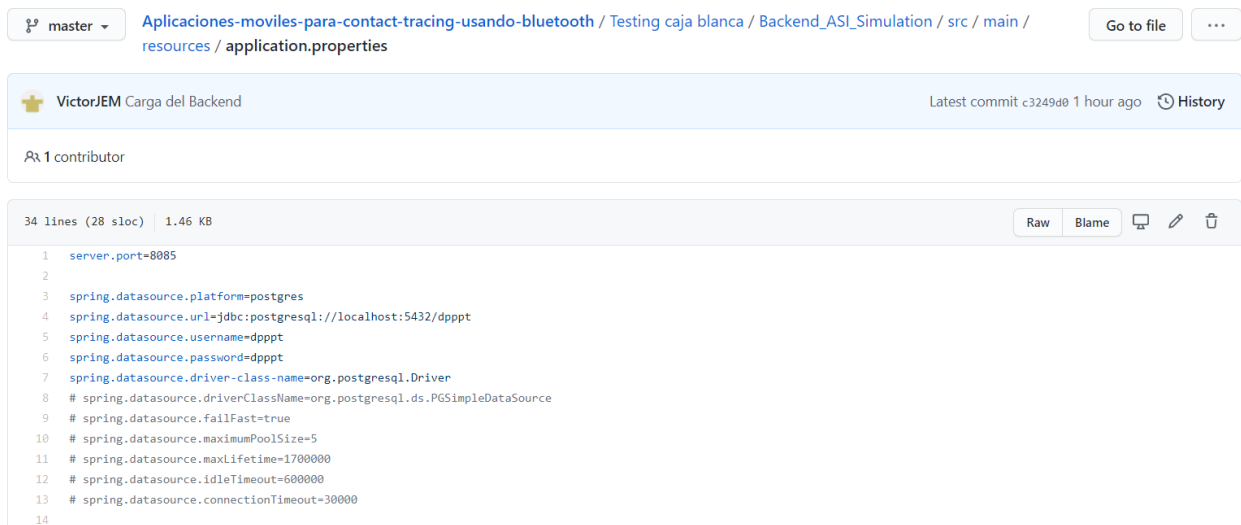 master
Aplicaciones-moviles-para-contact-tracing-usando-bluetooth / Testing caja blanca / Backend_ASI_Simulation / src / main /
resources / application.properties
Go to file
...
VictorJEM Carga del Backend
Latest commit c3249d0 1 hour ago
History
1 contributor
34 lines (28 sloc)
1.46 KB
Raw
Blame
1 server.port=8085
2
3 spring.datasource.platform=postgres
4 spring.datasource.url=jdbc:postgresql://localhost:5432/dpppt
5 spring.datasource.username=dpppt
6 spring.datasource.password=dpppt
7 spring.datasource.driver-class-name=org.postgresql.Driver
8 # spring.datasource.driverClassName=org.postgresql.ds.PGSimpleDataSource
9 # spring.datasource.failFast=true
10 # spring.datasource.maximumPoolSize=5
11 # spring.datasource.maxLifetime=1700000
12 # spring.datasource.idleTimeout=600000
13 # spring.datasource.connectionTimeout=30000
14